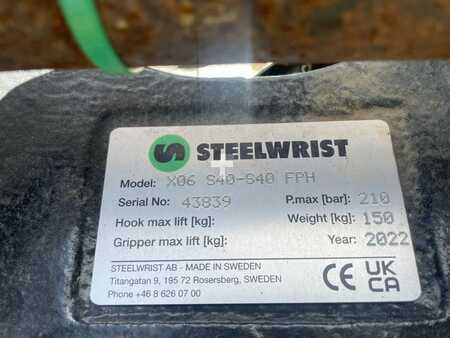 STEELWRIST
Model: X06 S40-S40 FPH
Serial No: 43839 P.max [bar]: 210
Hook max lift [kg]: Weight [kg]: 150
Gripper max lift [kg]: Year: 2022
STEELWRIST AB - MADE IN SWEDEN
Titangatan 9, 195 72 Rosersberg, SWEDEN
Phone +46 8 626 07 00
CE UK CA